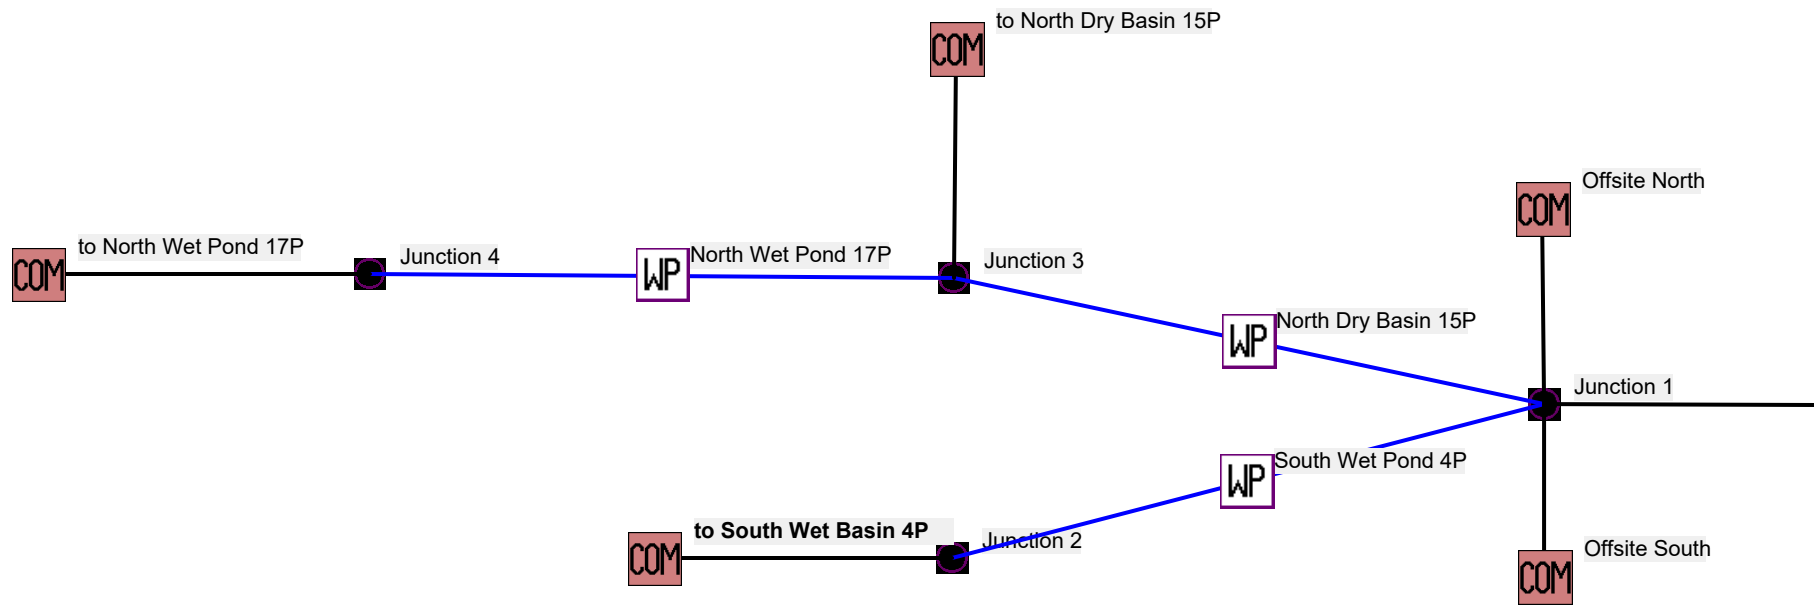 COM
to North Dry Basin 15P
COM
Offsite North
COM
to North Wet Pond 17P
Junction 4
WP
North Wet Pond 17P
Junction 3
WP
North Dry Basin 15P
Junction 1
WP
South Wet Pond 4P
COM
to South Wet Basin 4P
Junction 2
COM
Offsite South